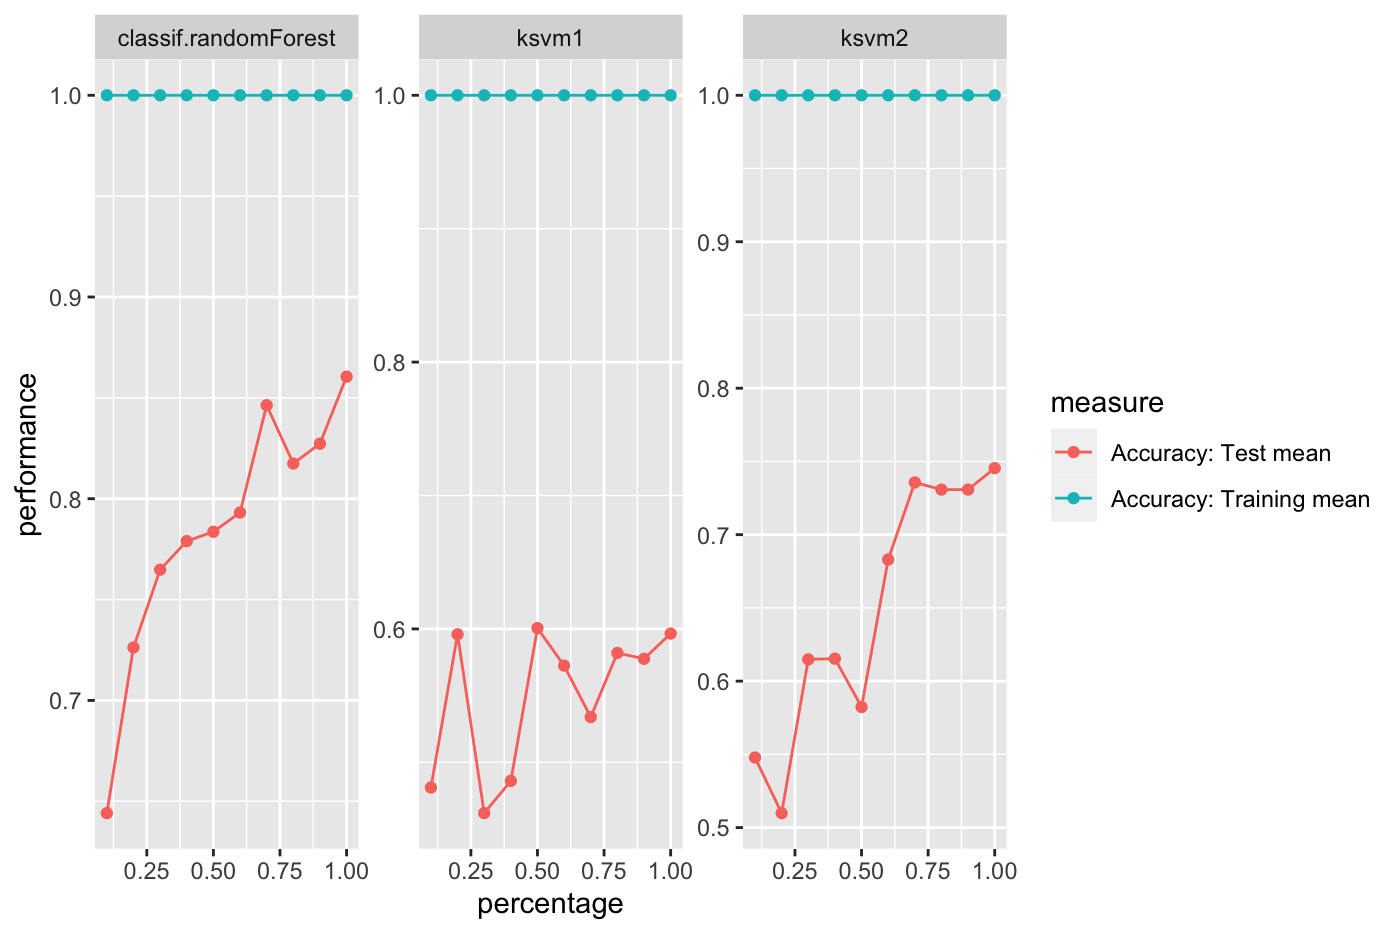 classif.randomForest
ksvm1
ksvm2
performance
1.0
0.9
0.8
0.7
1.0
0.8
0.6
1.0
0.9
0.8
0.7
0.6
0.5
0.25 0.50 0.75 1.00
0.25 0.50 0.75 1.00
0.25 0.50 0.75 1.00
percentage
measure
Accuracy: Test mean
Accuracy: Training mean